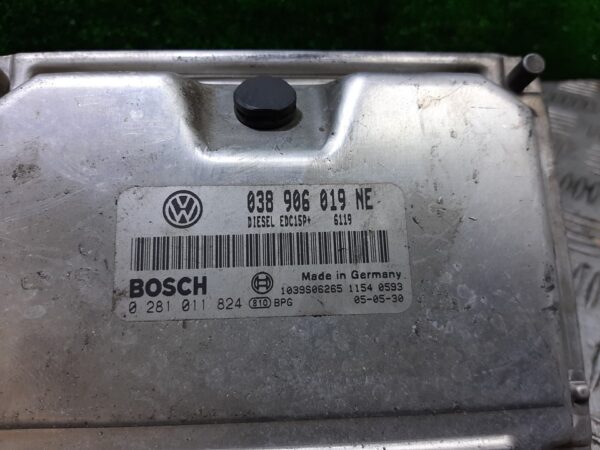 038 906 019 NE
DIESEL EDC15P+ 6119
BOSCH
Made in Germany
1039S06265 1154 0593
0 281 011 824 810 BPG 05-05-30